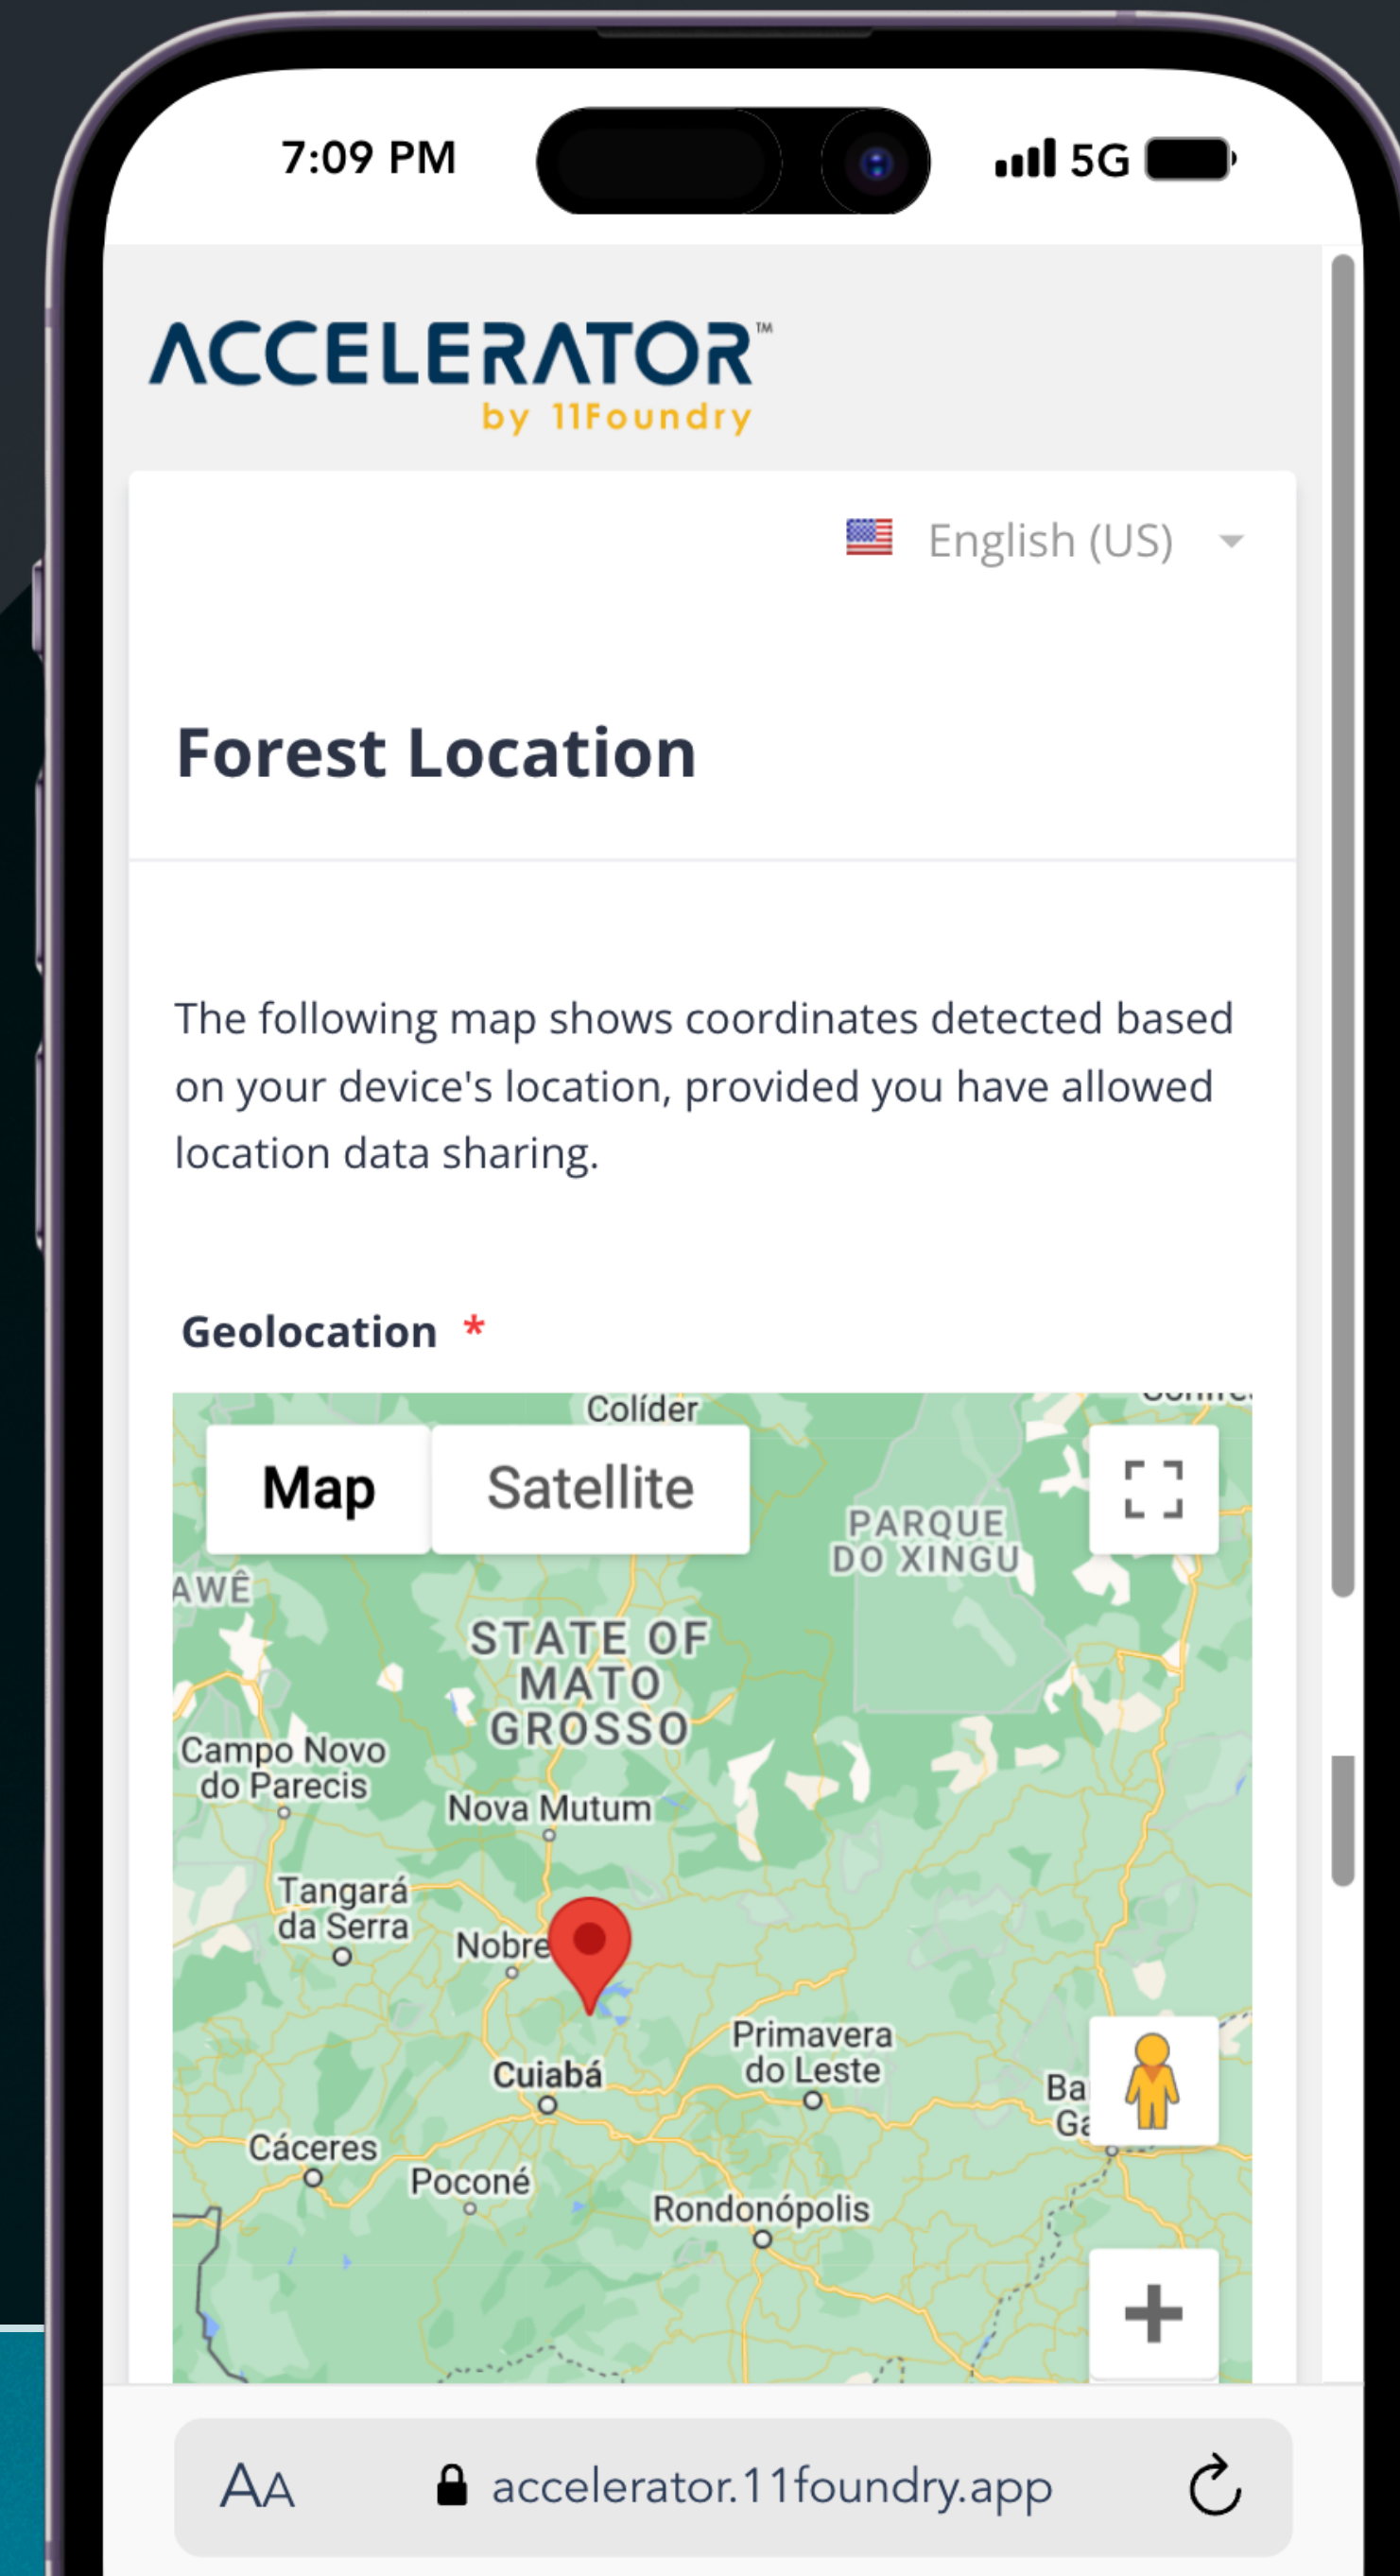 7:09 PM
5G
ACCELERATOR™
by 11Foundry
English (US)
Forest Location
The following map shows coordinates detected based
on your device's location, provided you have allowed
location data sharing.
Geolocation *
Colíder
Map
Satellite
PARQUE
DO XINGU
AWÊ
STATE OF
MATO
GROSSO
Campo Novo
do Parecis
Nova Mutum
Tangará
da Serra
Nobre
Primavera
do Leste
Cuiabá
Ba
Ga
Cáceres
Poconé
Rondonópolis
+
AA
accelerator.11foundry.app